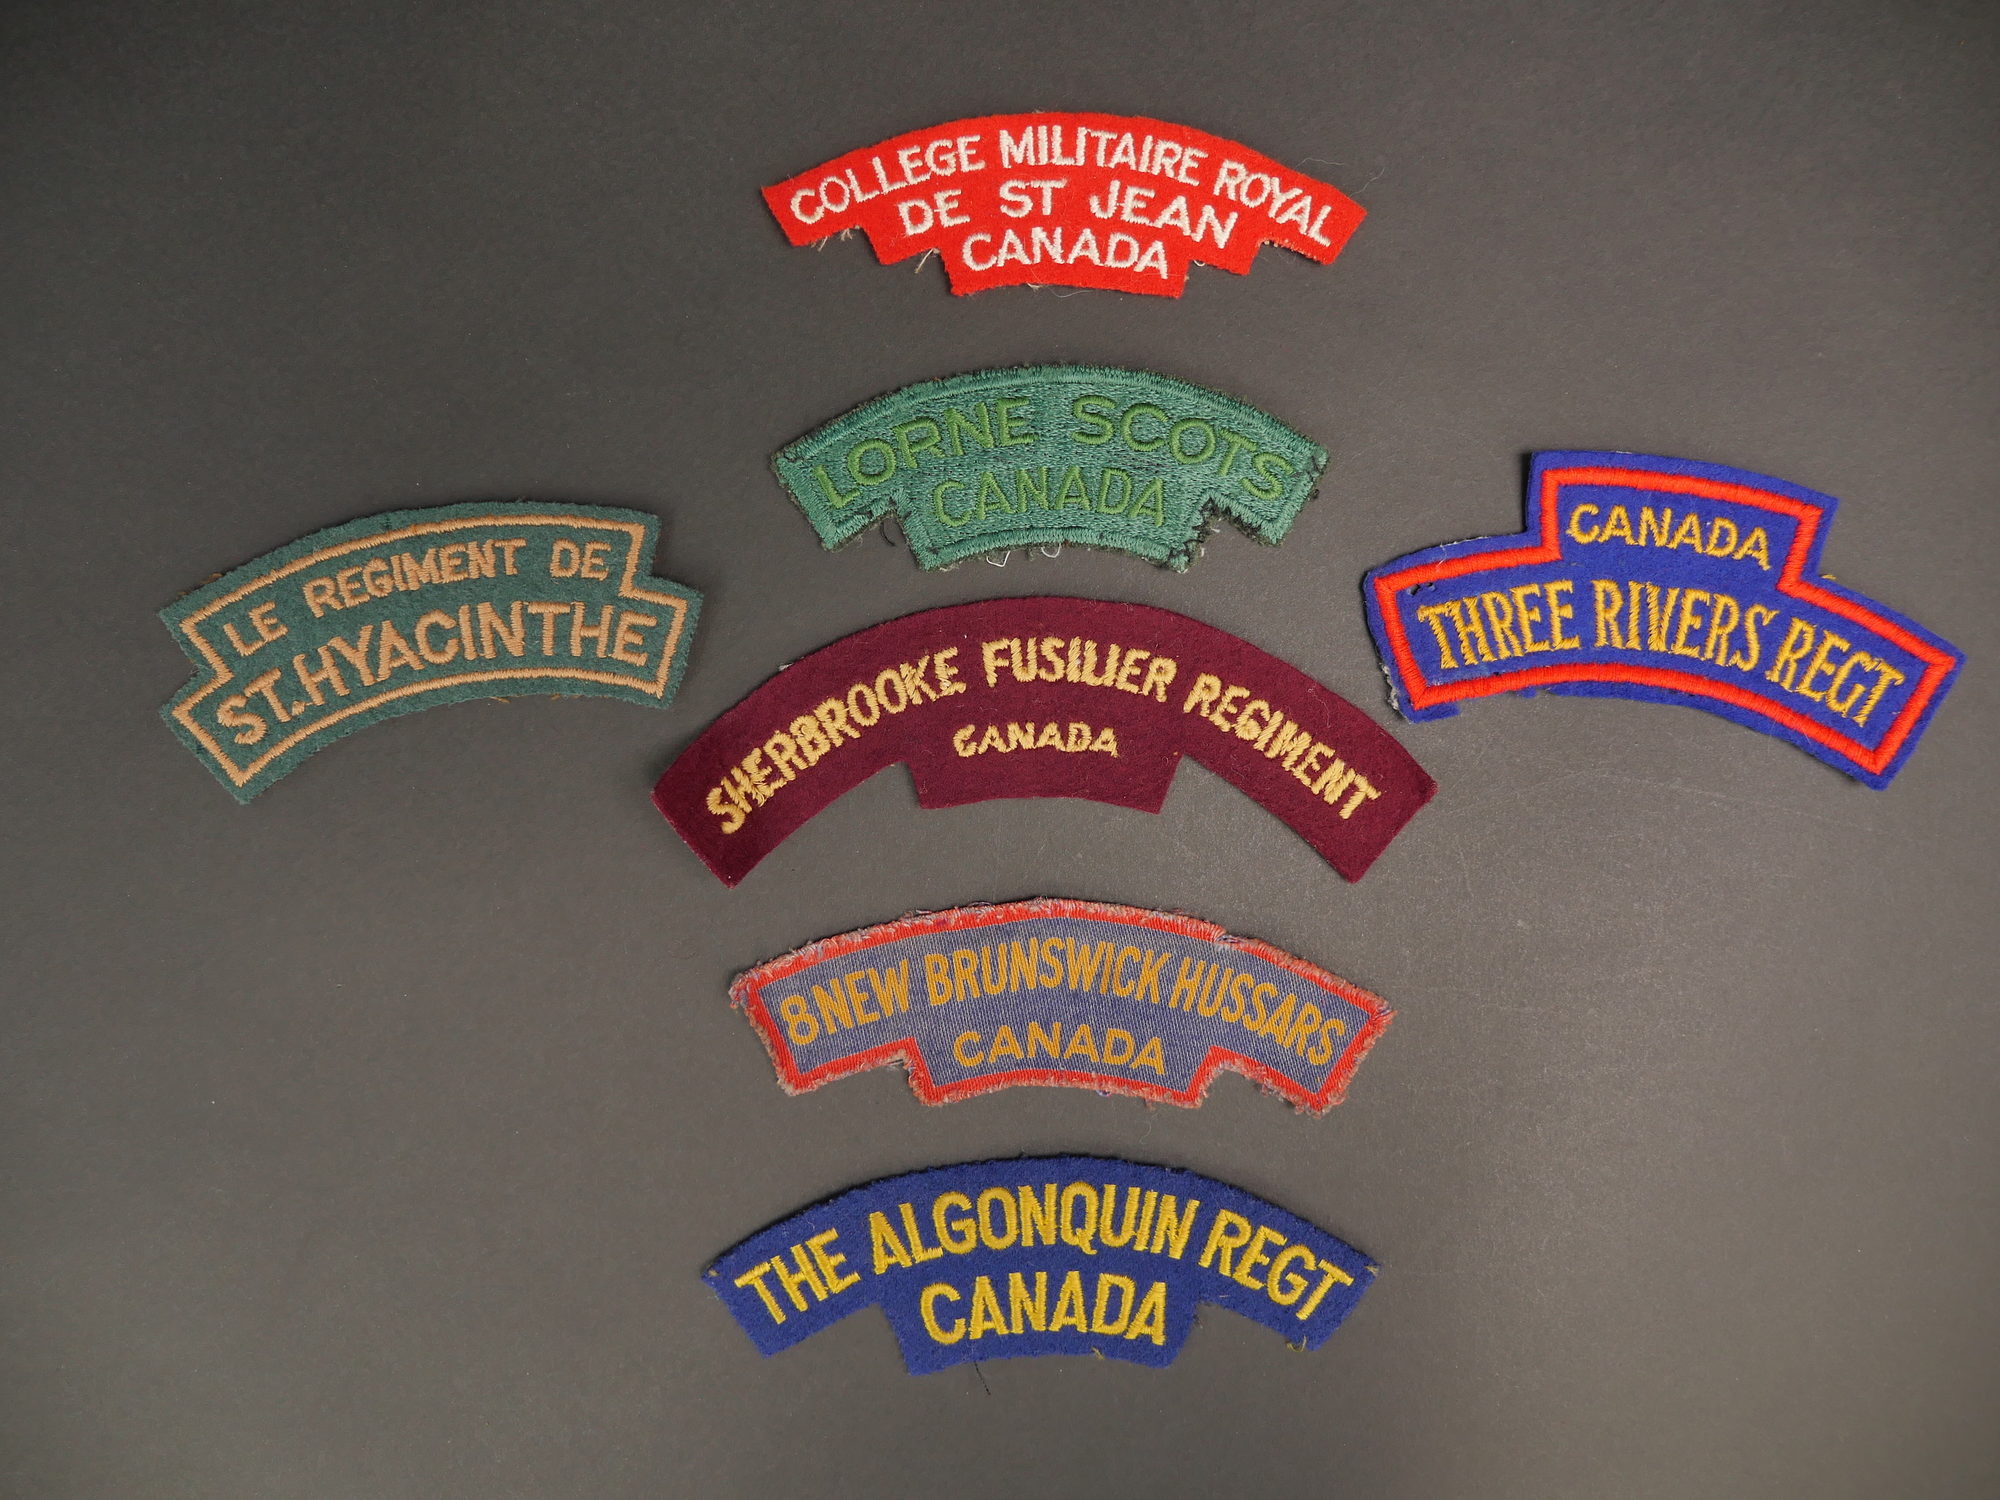 COLLEGE MILITAIRE ROYAL
DE ST JEAN
CANADA
LORNE SCOTS
CANADA
LE REGIMENT DE
ST. HYACINTHE
CANADA
THREE RIVERS REGT
SHERBROOKE FUSILIER REGIMENT
CANADA
8 NEW BRUNSWICK HUSSARS
CANADA
THE ALGONQUIN REGT
CANADA